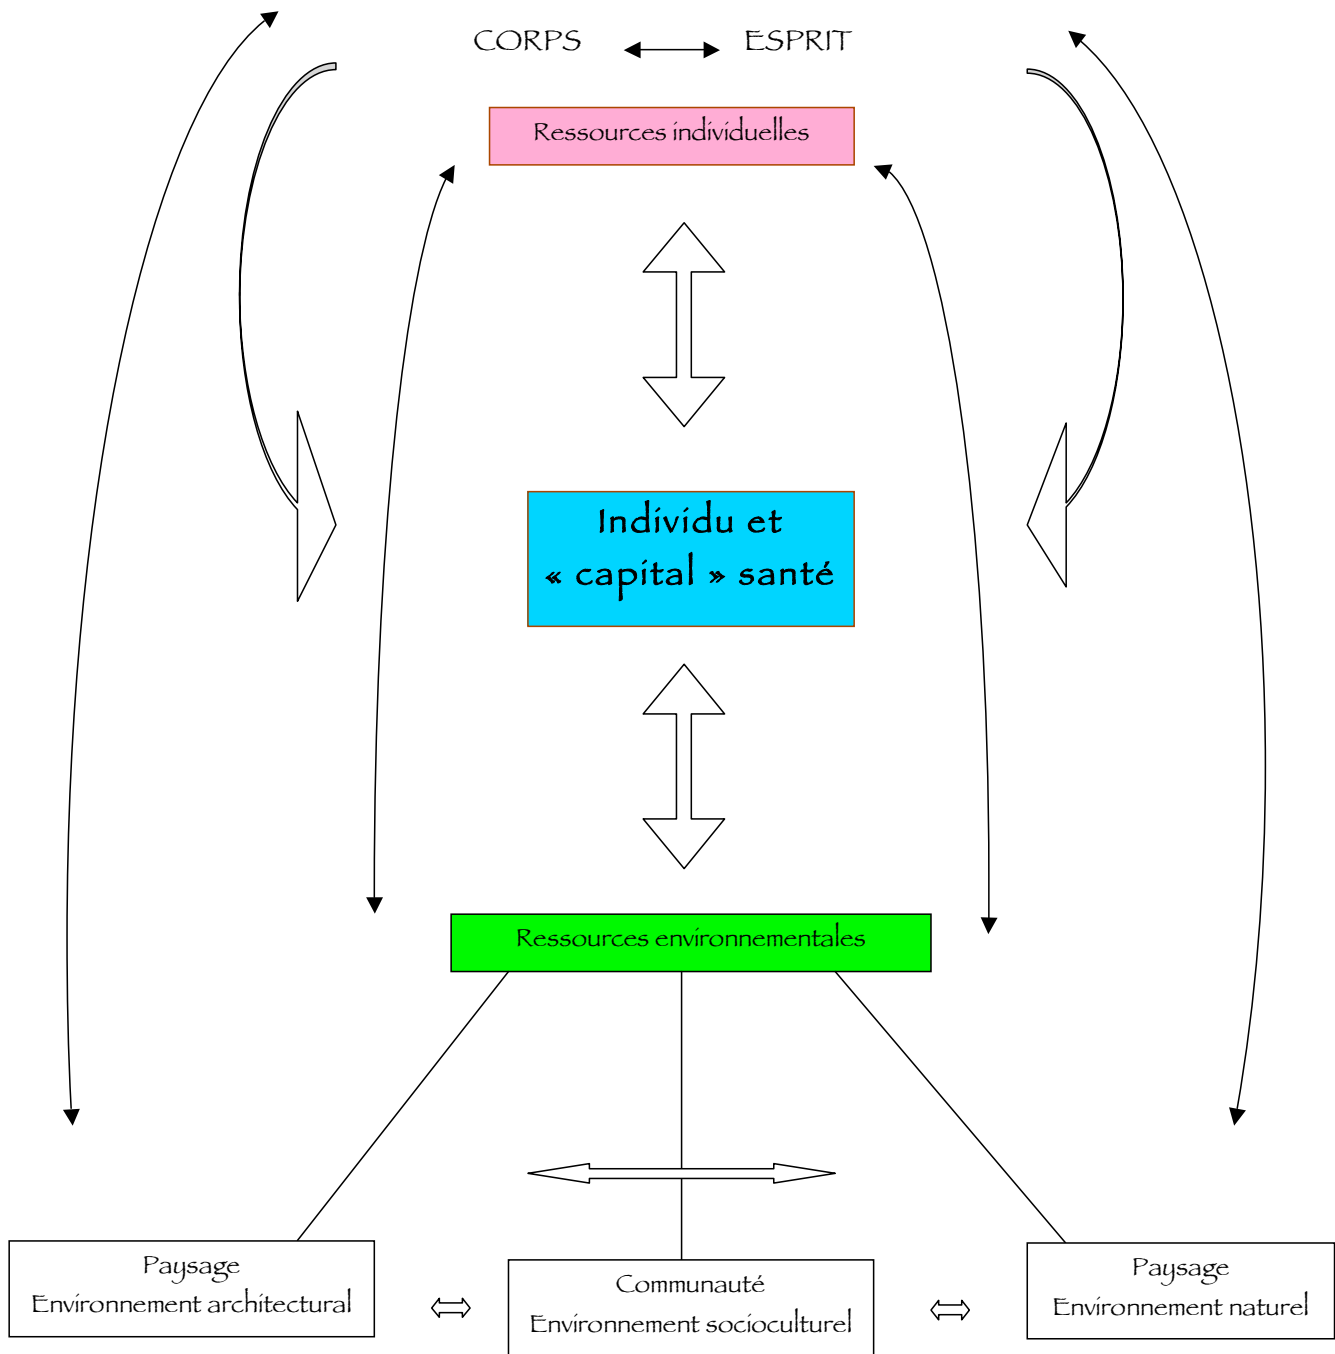 CORPS ESPRIT
Ressources individuelles
Individu et
« capital » santé
Ressources environnementales
Paysage
Environnement architectural
Communauté
Environnement socioculturel
Paysage
Environnement naturel